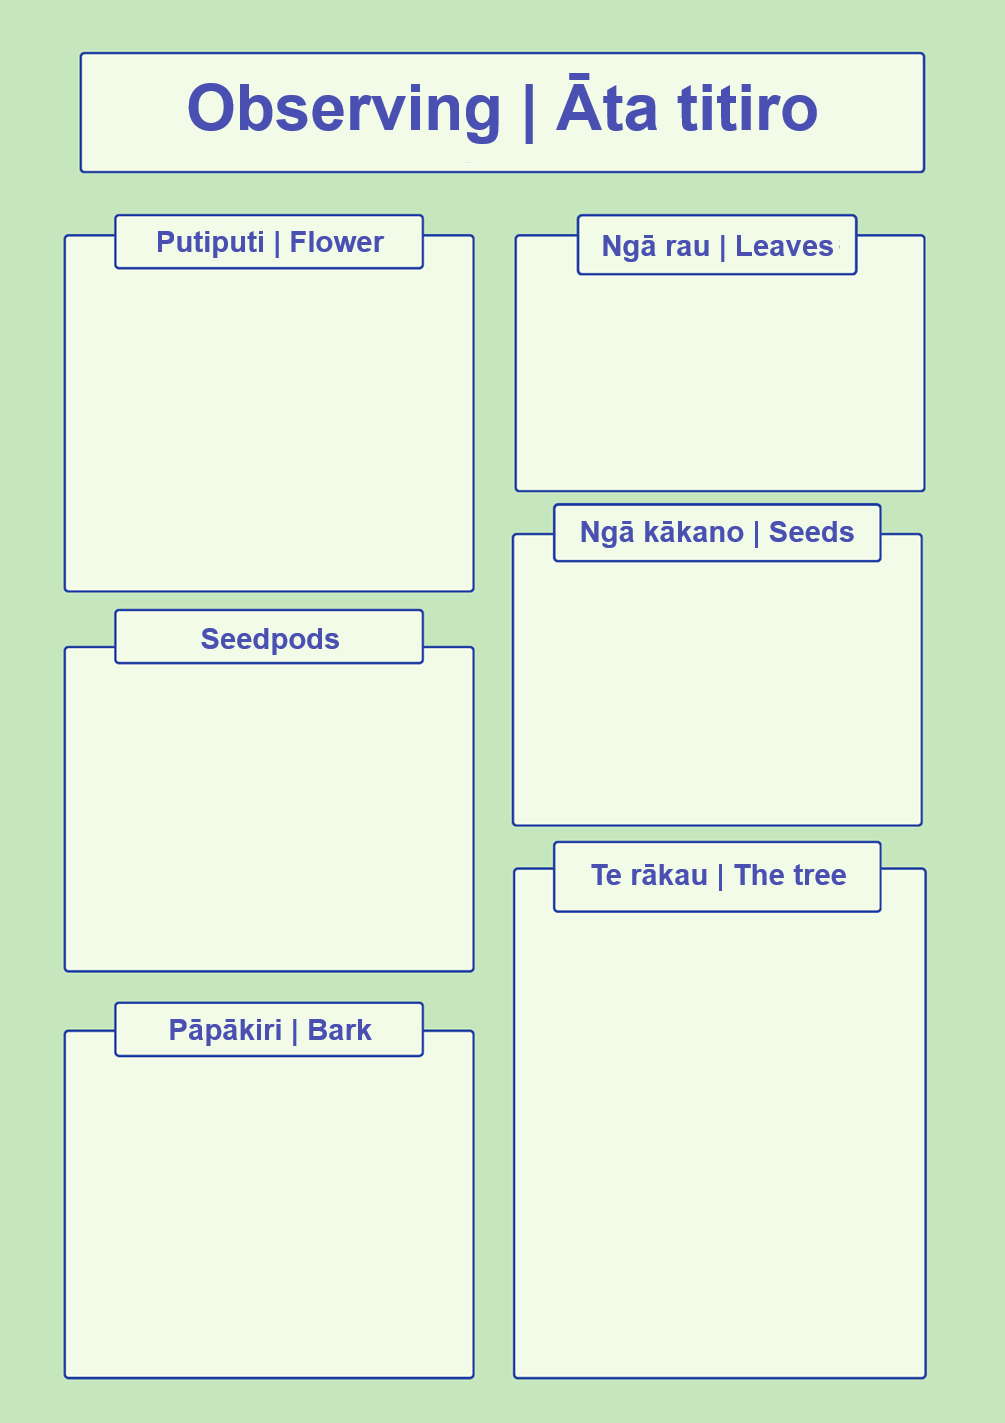 Observing | Āta titiro
Putiputi | Flower
Ngā rau | Leaves
Ngā kākano | Seeds
Seedpods
Te rākau | The tree
Pāpākiri | Bark